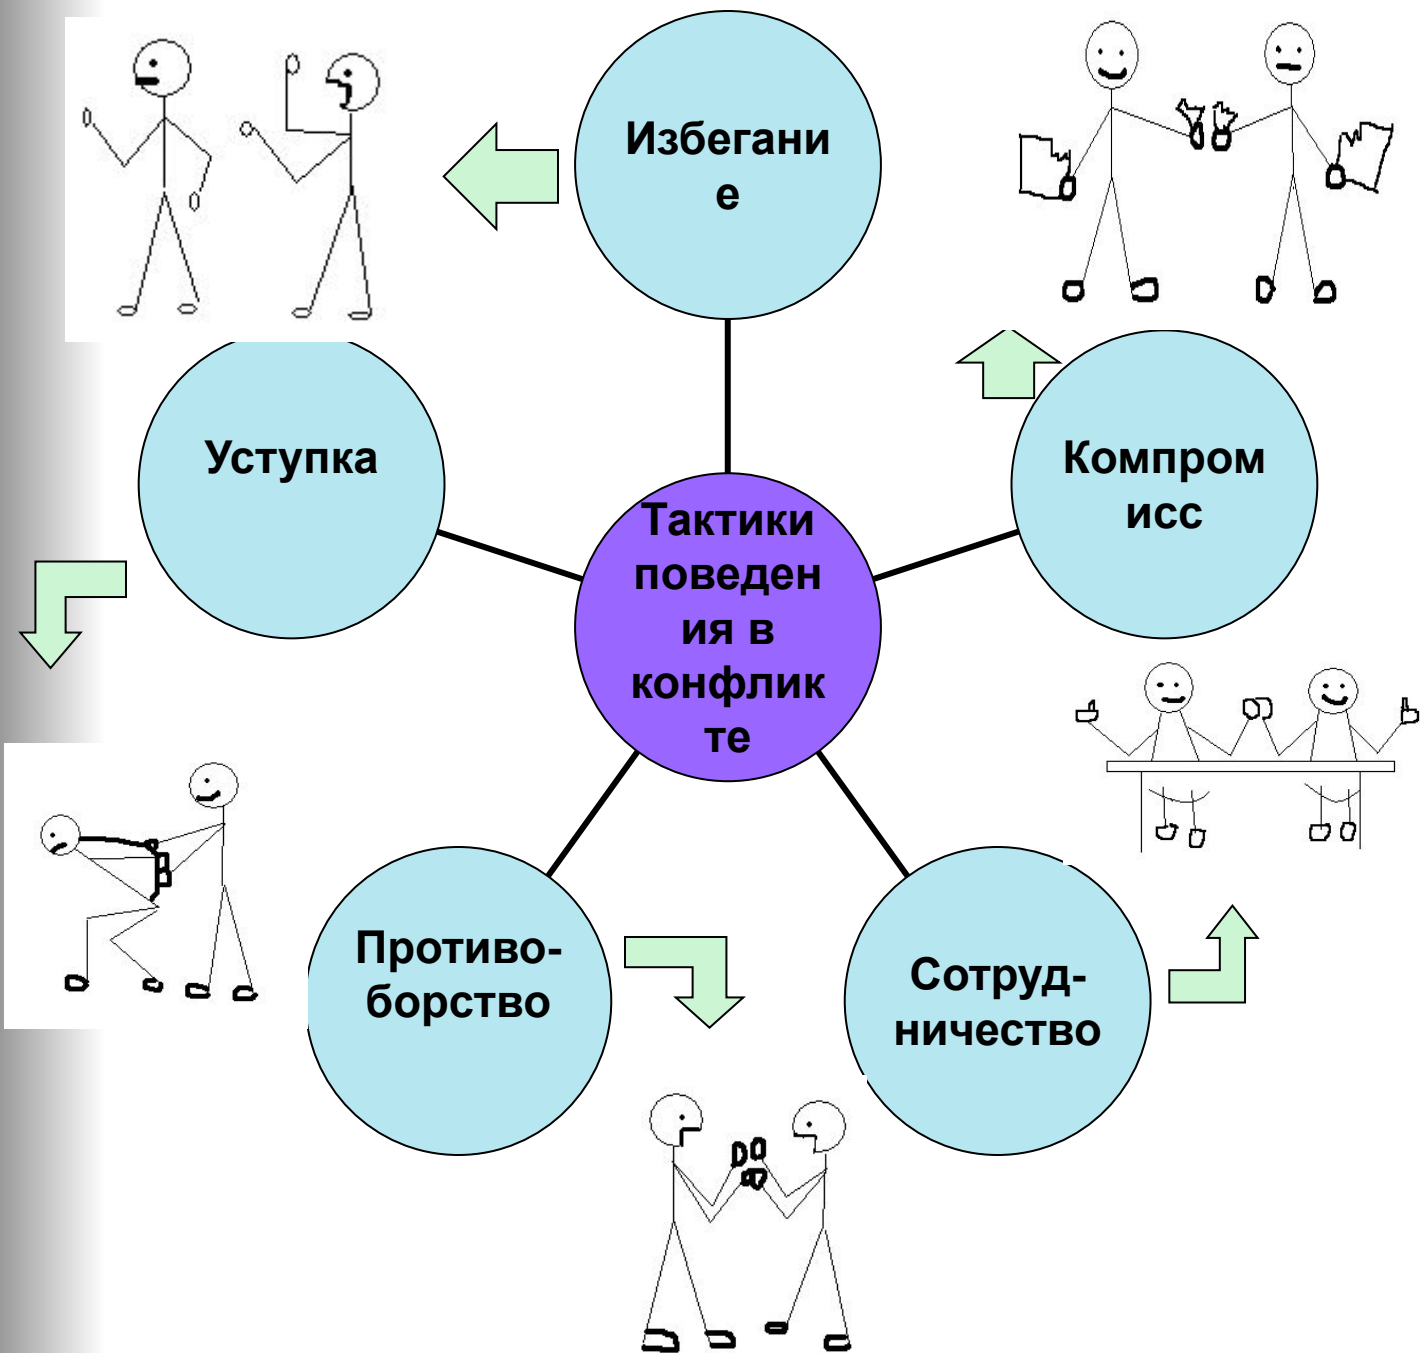 Избегани
е
Уступка
Компром
исс
Тактики
поведен
ия в
конфлик
те
Противо-
борство
Сотруд-
ничество